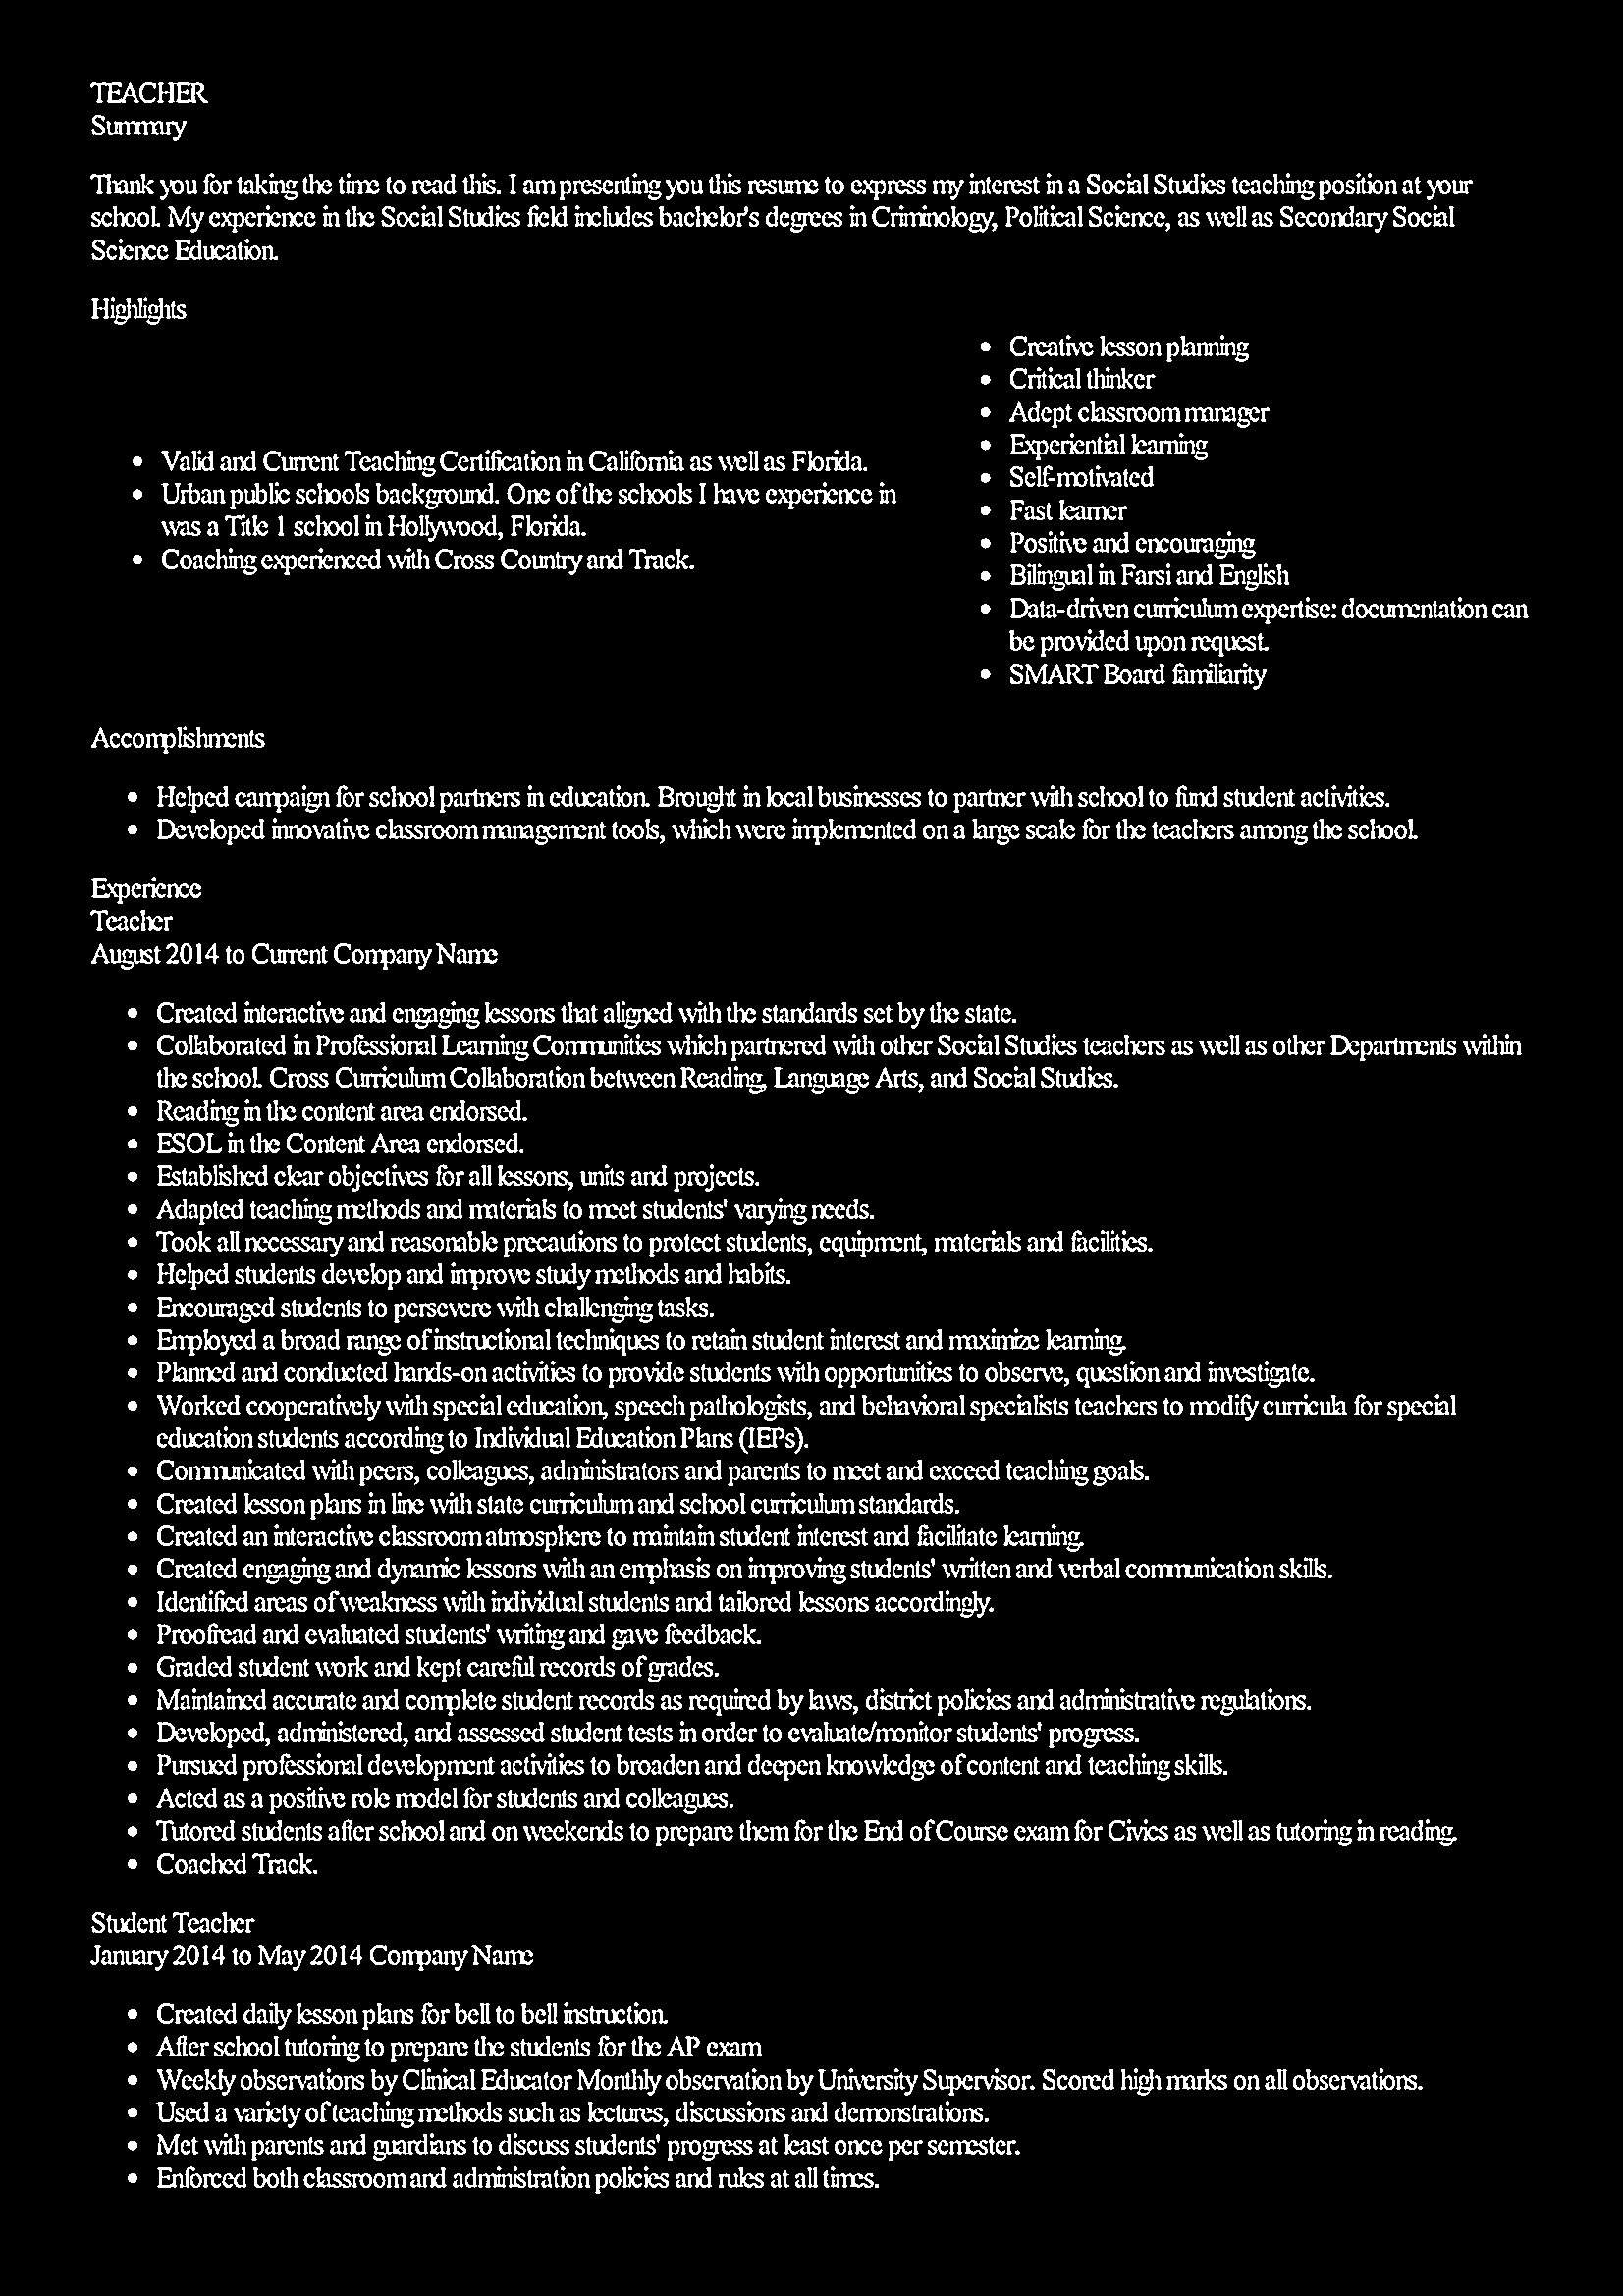 TEACHER
Summary
Thank you for taking the time to read this. I am presenting you this resume to express my interest in a Social Studies teaching position at your
school. My experience in the Social Studies field includes bachelor's degrees in Criminology, Political Science, as well as Secondary Social
Science Education.
Highlights
• Valid and Current Teaching Certification in California as well as Florida.
• Urban public schools background. One of the schools I have experience in
was a Title 1 school in Hollywood, Florida.
• Coaching experienced with Cross Country and Track.
• Creative lesson planning
• Critical thinker
• Adept classroom manager
• Experiential learning
• Self-motivated
• Fast learner
• Positive and encouraging
• Bilingual in Farsi and English
• Data-driven curriculum expertise: documentation can
be provided upon request.
• SMART Board familiarity
Accomplishments
• Helped campaign for school partners in education. Brought in local businesses to partner with school to fund student activities.
• Developed innovative classroom management tools, which were implemented on a large scale for the teachers among the school.
Experience
Teacher
August 2014 to Current Company Name
• Created interactive and engaging lessons that aligned with the standards set by the state.
• Collaborated in Professional Learning Communities which partnered with other Social Studies teachers as well as other Departments within
the school. Cross Curriculum Collaboration between Reading, Language Arts, and Social Studies.
• Reading in the content area endorsed.
• ESOL in the Content Area endorsed.
• Established clear objectives for all lessons, units and projects.
• Adapted teaching methods and materials to meet students' varying needs.
• Took all necessary and reasonable precautions to protect students, equipment, materials and facilities.
• Helped students develop and improve study methods and habits.
• Encouraged students to persevere with challenging tasks.
• Employed a broad range of instructional techniques to retain student interest and maximize learning.
• Planned and conducted hands-on activities to provide students with opportunities to observe, question and investigate.
• Worked cooperatively with special education, speech pathologists, and behavioral specialists teachers to modify curricula for special
education students according to Individual Education Plans (IEPs).
• Communicated with peers, colleagues, administrators and parents to meet and exceed teaching goals.
• Created lesson plans in line with state curriculum and school curriculum standards.
• Created an interactive classroom atmosphere to maintain student interest and facilitate learning.
• Created engaging and dynamic lessons with an emphasis on improving students' written and verbal communication skills.
• Identified areas of weakness with individual students and tailored lessons accordingly.
• Proofread and evaluated students' writing and gave feedback.
• Graded student work and kept careful records of grades.
• Maintained accurate and complete student records as required by laws, district policies and administrative regulations.
• Developed, administered, and assessed student tests in order to evaluate/monitor students' progress.
• Pursued professional development activities to broaden and deepen knowledge of content and teaching skills.
• Acted as a positive role model for students and colleagues.
• Tutored students after school and on weekends to prepare them for the End of Course exam for Civics as well as tutoring in reading.
• Coached Track.
Student Teacher
January 2014 to May 2014 Company Name
• Created daily lesson plans for bell to bell instruction.
• After school tutoring to prepare the students for the AP exam
• Weekly observations by Clinical Educator Monthly observation by University Supervisor. Scored high marks on all observations.
• Used a variety of teaching methods such as lectures, discussions and demonstrations.
• Met with parents and guardians to discuss students' progress at least once per semester.
• Enforced both classroom and administration policies and rules at all times.